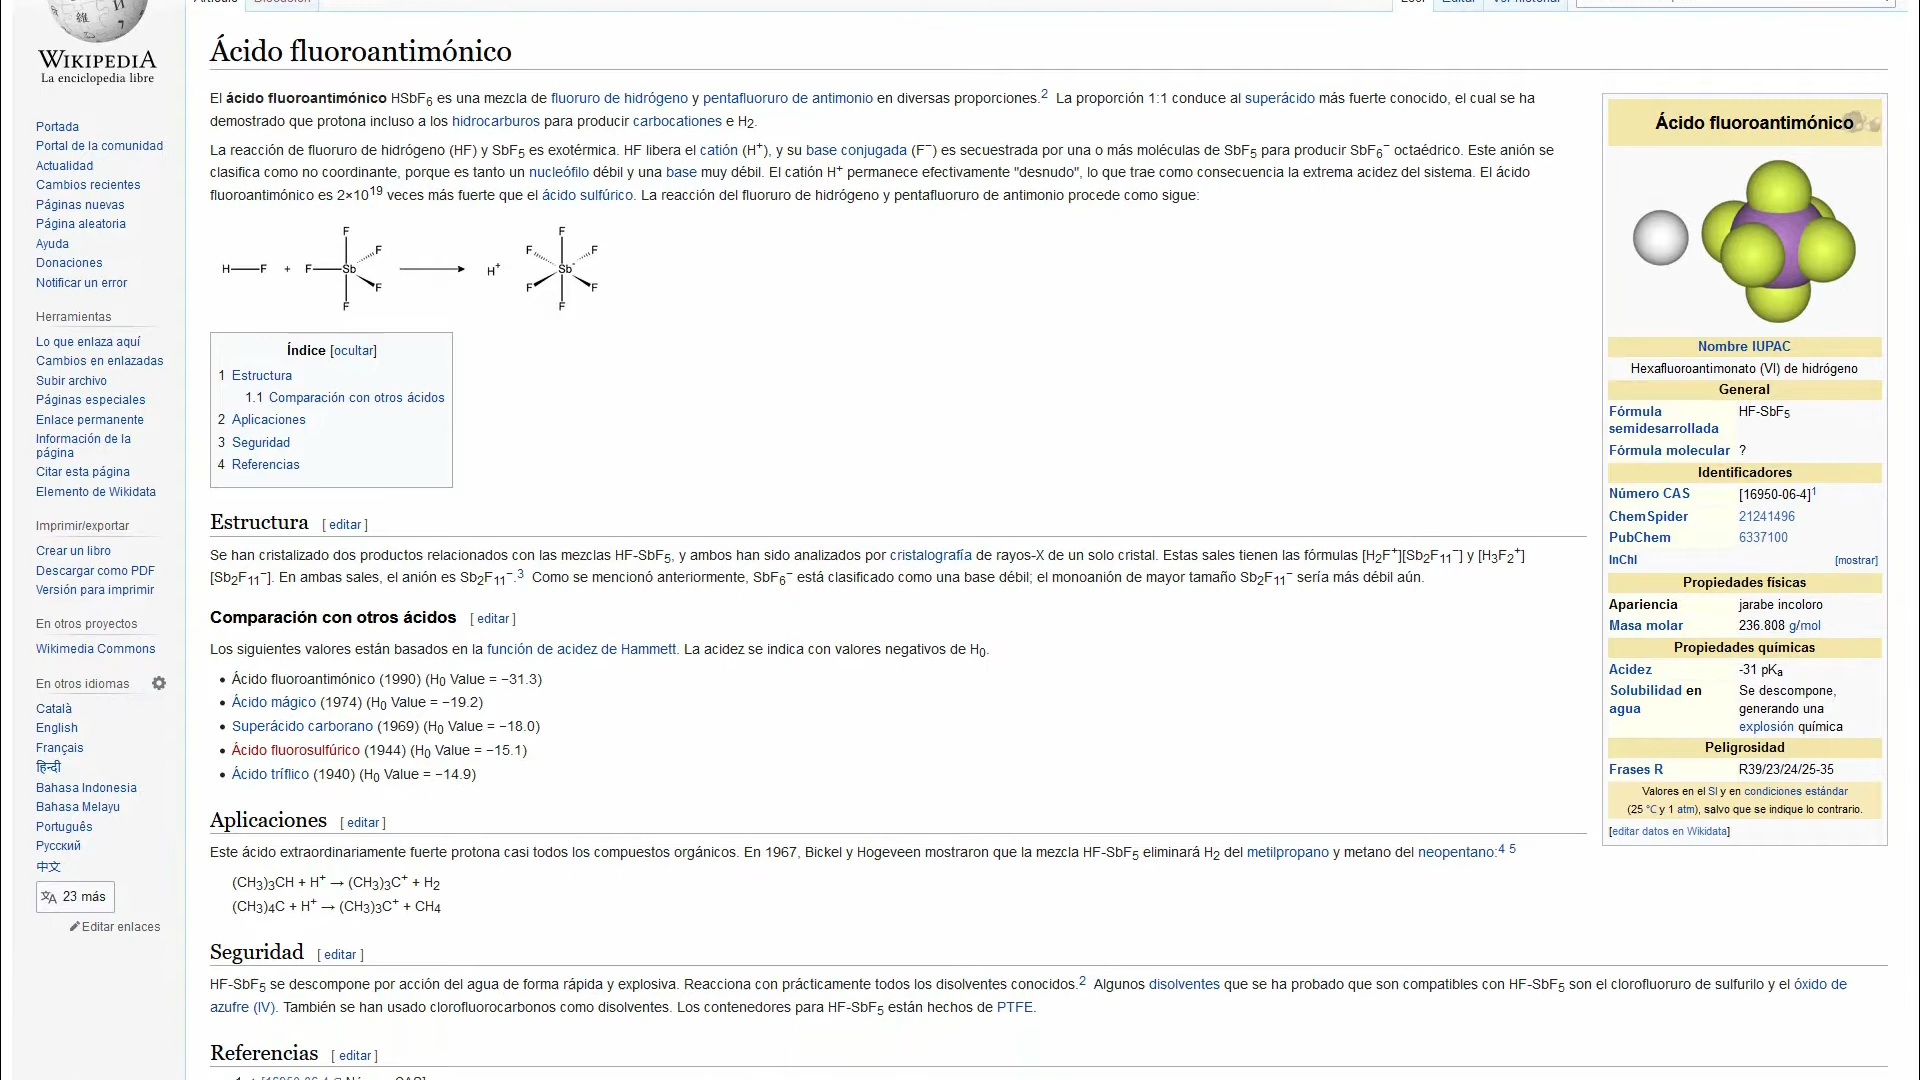 WIKIPEDIA
La enciclopedia libre
Portada
Portal de la comunidad
Actualidad
Cambios recientes
Páginas nuevas
Página aleatoria
Ayuda
Donaciones
Notificar un error
Herramientas
Lo que enlaza aquí
Cambios en enlazadas
Subir archivo
Páginas especiales
Enlace permanente
Información de la
página
Citar esta página
Elemento de Wikidata
Imprimir/exportar
Crear un libro
Descargar como PDF
Versión para imprimir
En otros proyectos
Wikimedia Commons
En otros idiomas
Català
English
Français
हिन्दी
Bahasa Indonesia
Bahasa Melayu
Português
Русский
中文
23 más
Editar enlaces
Ácido fluoroantimónico
El ácido fluoroantimónico HSbF6 es una mezcla de fluoruro de hidrógeno y pentafluoruro de antimonio en diversas proporciones.2 La proporción 1:1 conduce al superácido más fuerte conocido, el cual se ha
demostrado que protona incluso a los hidrocarburos para producir carbocationes e H2.
La reacción de fluoruro de hidrógeno (HF) y SbF5 es exotérmica. HF libera el catión (H+), y su base conjugada (F−) es secuestrada por una o más moléculas de SbF5 para producir SbF6− octaédrico. Este anión se
clasifica como no coordinante, porque es tanto un nucleófilo débil y una base muy débil. El catión H+ permanece efectivamente "desnudo", lo que trae como consecuencia la extrema acidez del sistema. El ácido
fluoroantimónico es 2×1019 veces más fuerte que el ácido sulfúrico. La reacción del fluoruro de hidrógeno y pentafluoruro de antimonio procede como sigue:
F F
F F F
H F + F Sb H+ Sb-
F F F
F F
Índice [ocultar]
1 Estructura
1.1 Comparación con otros ácidos
2 Aplicaciones
3 Seguridad
4 Referencias
Estructura [ editar ]
Se han cristalizado dos productos relacionados con las mezclas HF-SbF5, y ambos han sido analizados por cristalografía de rayos-X de un solo cristal. Estas sales tienen las fórmulas [H2F+][Sb2F11−] y [H3F2+]
[Sb2F11−]. En ambas sales, el anión es Sb2F11−.3 Como se mencionó anteriormente, SbF6− está clasificado como una base débil; el monoanión de mayor tamaño Sb2F11− sería más débil aún.
Comparación con otros ácidos [ editar ]
Los siguientes valores están basados en la función de acidez de Hammett. La acidez se indica con valores negativos de H0.
• Ácido fluoroantimónico (1990) (H0 Value = −31.3)
• Ácido mágico (1974) (H0 Value = −19.2)
• Superácido carborano (1969) (H0 Value = −18.0)
• Ácido fluorosulfúrico (1944) (H0 Value = −15.1)
• Ácido tríflico (1940) (H0 Value = −14.9)
Aplicaciones [ editar ]
Este ácido extraordinariamente fuerte protona casi todos los compuestos orgánicos. En 1967, Bickel y Hogeveen mostraron que la mezcla HF-SbF5 eliminará H2 del metilpropano y metano del neopentano:4 5
(CH3)3CH + H+ → (CH3)3C+ + H2
(CH3)4C + H+ → (CH3)3C+ + CH4
Seguridad [ editar ]
HF-SbF5 se descompone por acción del agua de forma rápida y explosiva. Reacciona con prácticamente todos los disolventes conocidos.2 Algunos disolventes que se ha probado que son compatibles con HF-SbF5 son el clorofluoruro de sulfurilo y el óxido de
azufre (IV). También se han usado clorofluorocarbonos como disolventes. Los contenedores para HF-SbF5 están hechos de PTFE.
Referencias [ editar ]
Ácido fluoroantimónico
Nombre IUPAC
Hexafluoroantimonato (VI) de hidrógeno
General
Fórmula HF-SbF5
semidesarrollada
Fórmula molecular ?
Identificadores
Número CAS [16950-06-4]1
ChemSpider 21241496
PubChem 6337100
InChI [mostrar]
Propiedades físicas
Apariencia jarabe incoloro
Masa molar 236.808 g/mol
Propiedades químicas
Acidez -31 pKa
Solubilidad en Se descompone,
agua generando una
explosión química
Peligrosidad
Frases R R39/23/24/25-35
Valores en el SI y en condiciones estándar
(25 ℃ y 1 atm), salvo que se indique lo contrario.
[editar datos en Wikidata]